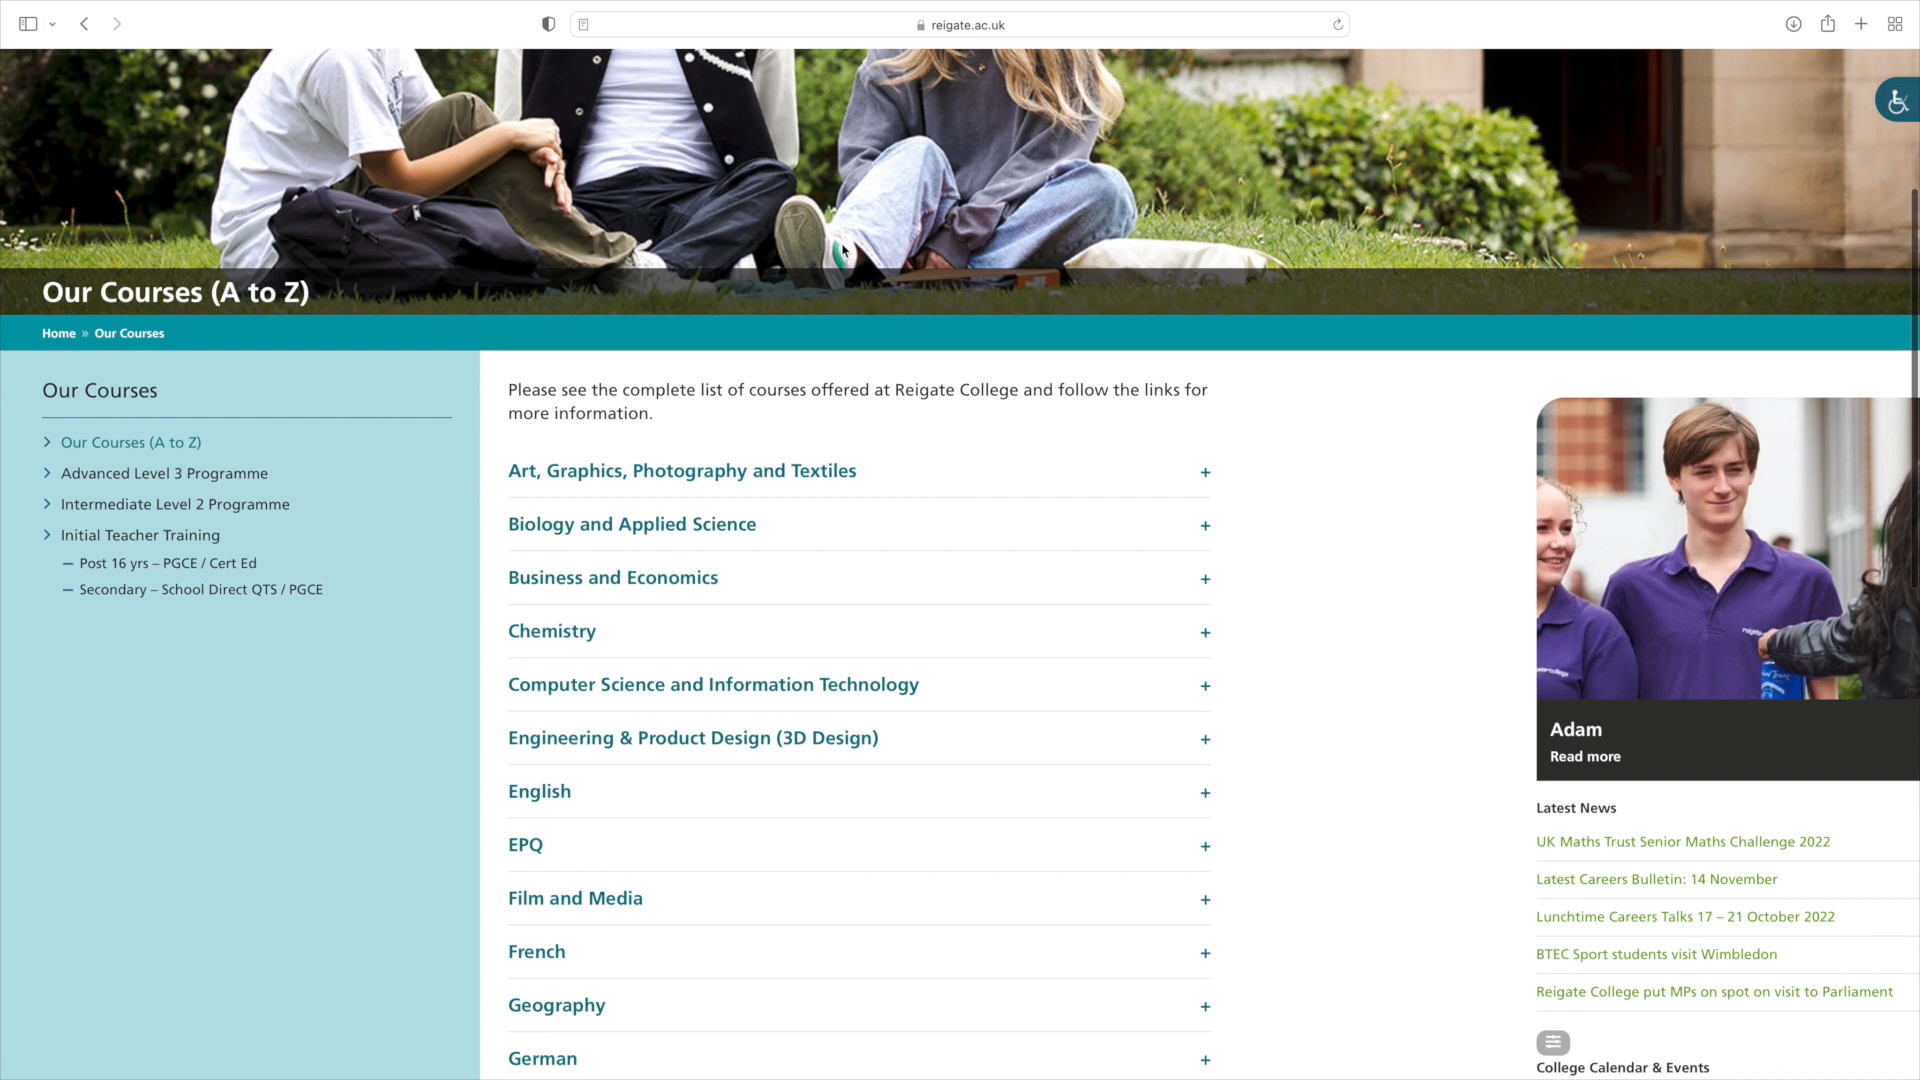 reigate.ac.uk
Our Courses (A to Z)
Home » Our Courses
Our Courses
Our Courses (A to Z)
Advanced Level 3 Programme
Intermediate Level 2 Programme
Initial Teacher Training
— Post 16 yrs – PGCE / Cert Ed
— Secondary – School Direct QTS / PGCE
Please see the complete list of courses offered at Reigate College and follow the links for
more information.
Art, Graphics, Photography and Textiles +
Biology and Applied Science +
Business and Economics +
Chemistry +
Computer Science and Information Technology +
Engineering & Product Design (3D Design) +
English +
EPQ +
Film and Media +
French +
Geography +
German +
Adam
Read more
Latest News
UK Maths Trust Senior Maths Challenge 2022
Latest Careers Bulletin: 14 November
Lunchtime Careers Talks 17 – 21 October 2022
BTEC Sport students visit Wimbledon
Reigate College put MPs on spot on visit to Parliament
College Calendar & Events